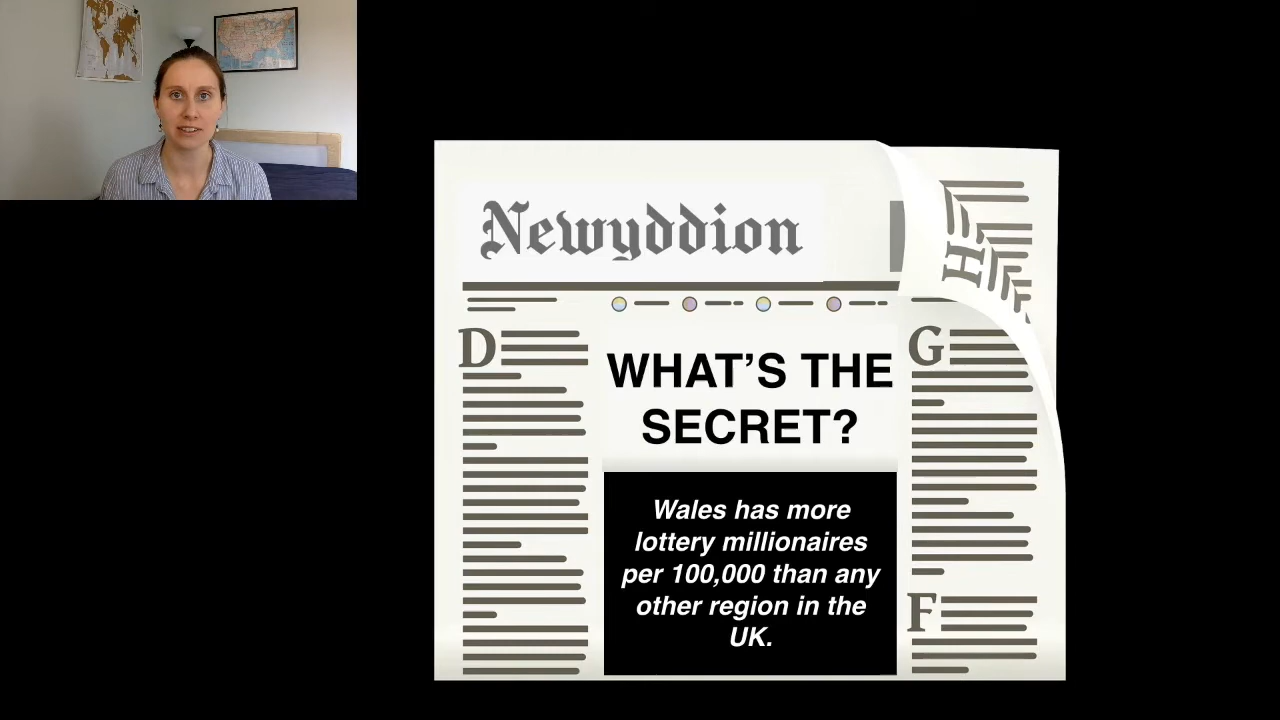 Newyddion
D
WHAT'S THE
SECRET?
Wales has more
lottery millionaires
per 100,000 than any
other region in the
UK.
H
G
F